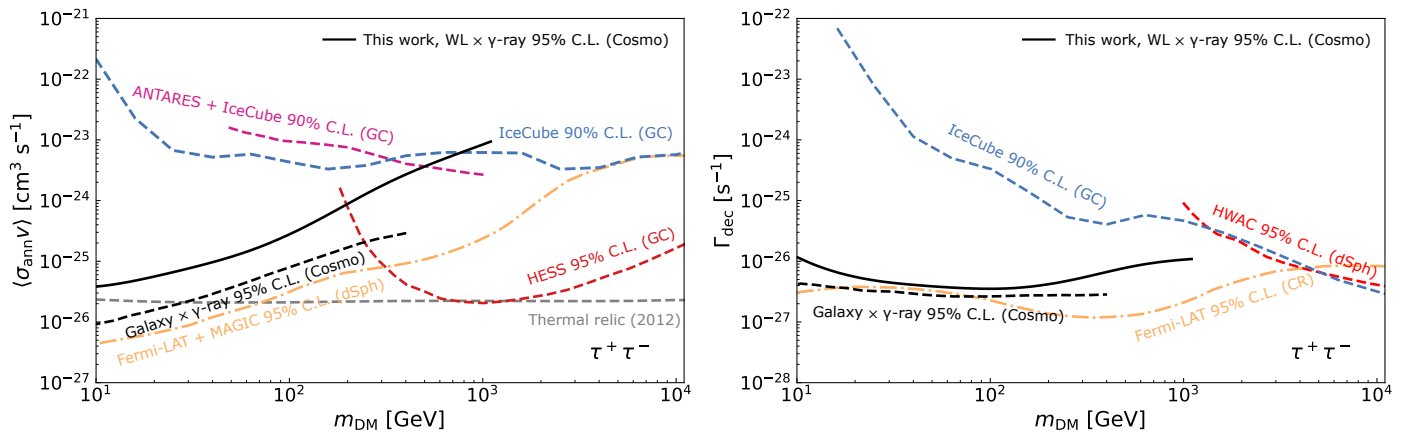 10⁻²¹
10⁻²²
10⁻²³
10⁻²⁴
10⁻²⁵
10⁻²⁶
10⁻²⁷
⟨σ_ann v⟩ [cm³ s⁻¹]
This work, WL × γ-ray 95% C.L. (Cosmo)
ANTARES + IceCube 90% C.L. (GC)
IceCube 90% C.L. (GC)
HESS 95% C.L. (GC)
Galaxy × γ-ray 95% C.L. (Cosmo)
Fermi-LAT + MAGIC 95% C.L. (dSph)
Thermal relic (2012)
τ⁺τ⁻
10¹ 10² 10³ 10⁴
m_DM [GeV]
10⁻²¹
10⁻²²
10⁻²³
10⁻²⁴
10⁻²⁵
10⁻²⁶
10⁻²⁷
10⁻²⁸
Γ_dec [s⁻¹]
This work, WL × γ-ray 95% C.L. (Cosmo)
IceCube 90% C.L. (GC)
HWAC 95% C.L. (dSph)
Galaxy × γ-ray 95% C.L. (Cosmo)
Fermi-LAT 95% C.L. (CR)
τ⁺τ⁻
10¹ 10² 10³ 10⁴
m_DM [GeV]